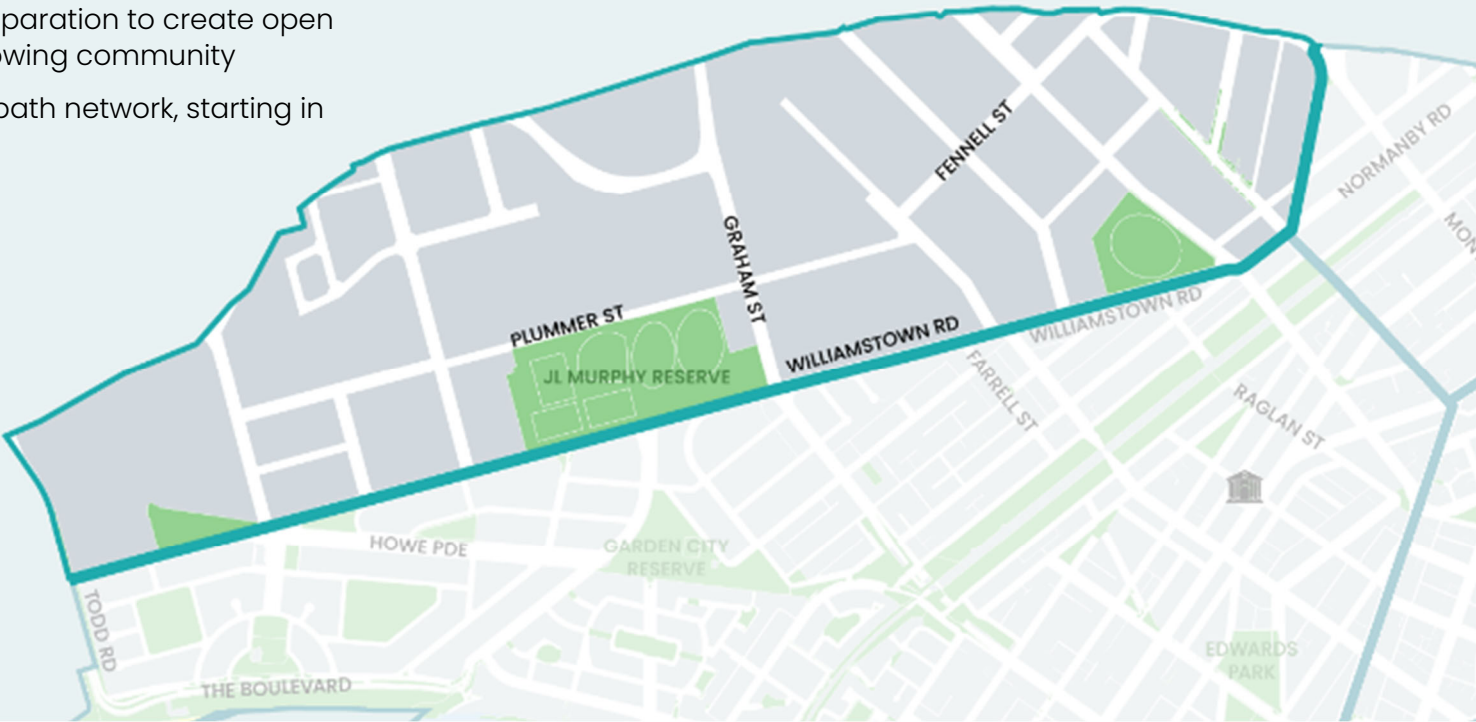 paration to create open
owing community
path network, starting in
FENNELL ST
NORMANBY RD
GRAHAM ST
PLUMMER ST
WILLIAMSTOWN RD
WILLIAMSTOWN RD
JL MURPHY RESERVE
FARRELL ST
RAGLAN ST
HOWE PDE
GARDEN CITY
RESERVE
TODD RD
EDWARDS
PARK
THE BOULEVARD